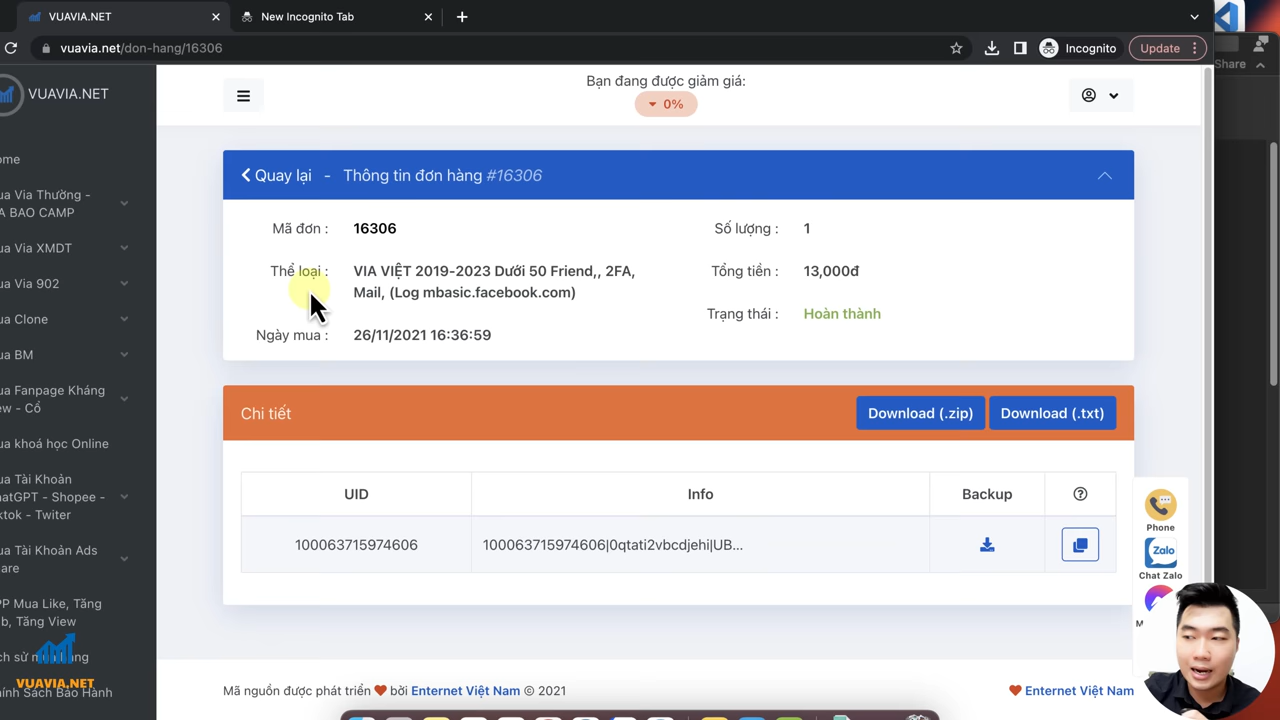 VUAVIA.NET
New Incognito Tab
vuavia.net/don-hang/16306
Incognito
Update
Share
VUAVIA.NET
Bạn đang được giảm giá:
0%
ome
ua Via Thường -
A BAO CAMP
ua Via XMDT
ua Via 902
ua Clone
ua BM
ua Fanpage Kháng
ew - Cổ
ua khoá học Online
ua Tài Khoản
hatGPT - Shopee -
ktok - Twiter
ua Tài Khoản Ads
are
PP Mua Like, Tăng
b, Tăng View
ch sử mua hàng
VUAVIA.NET
hính Sách Bảo Hành
Quay lại - Thông tin đơn hàng #16306
Mã đơn : 16306
Số lượng : 1
Thể loại : VIA VIỆT 2019-2023 Dưới 50 Friend,, 2FA,
Mail, (Log mbasic.facebook.com)
Tổng tiền : 13,000đ
Trạng thái : Hoàn thành
Ngày mua : 26/11/2021 16:36:59
Chi tiết
Download (.zip)
Download (.txt)
UID
Info
Backup
100063715974606
100063715974606|0qtati2vbcdjehi|UB...
Phone
Zalo
Chat Zalo
Mã nguồn được phát triển ❤ bởi Enternet Việt Nam © 2021
❤ Enternet Việt Nam